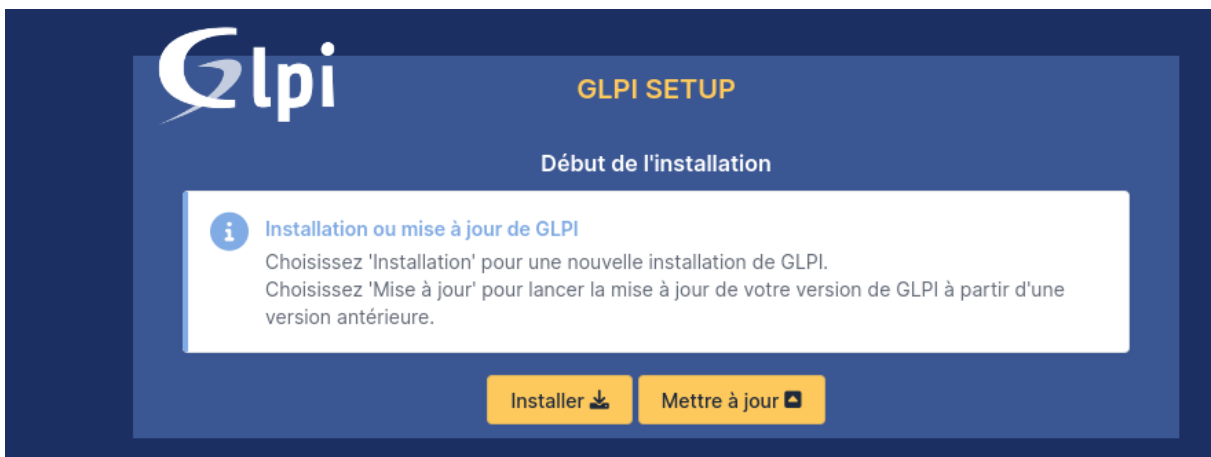 Glpi
GLPI SETUP
Début de l'installation
Installation ou mise à jour de GLPI
Choisissez 'Installation' pour une nouvelle installation de GLPI.
Choisissez 'Mise à jour' pour lancer la mise à jour de votre version de GLPI à partir d'une
version antérieure.
Installer
Mettre à jour